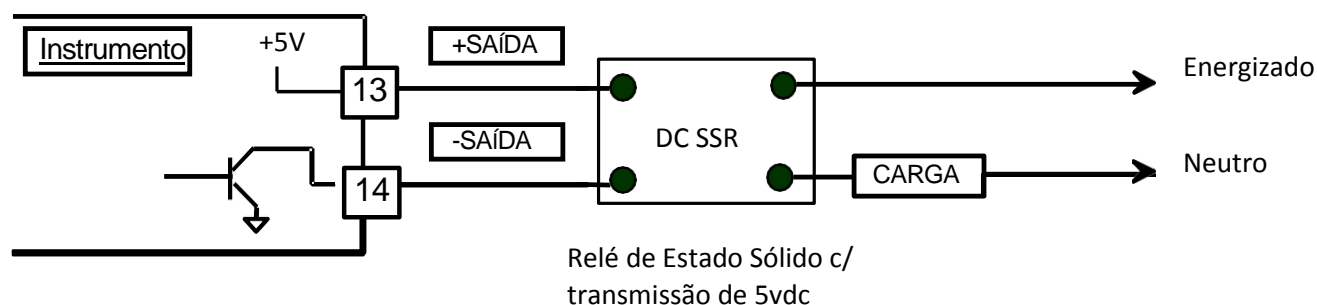 Instrumento
+5V
+SAÍDA
13
Energizado
DC SSR
-SAÍDA
14
CARGA
Neutro
Relé de Estado Sólido c/
transmissão de 5vdc